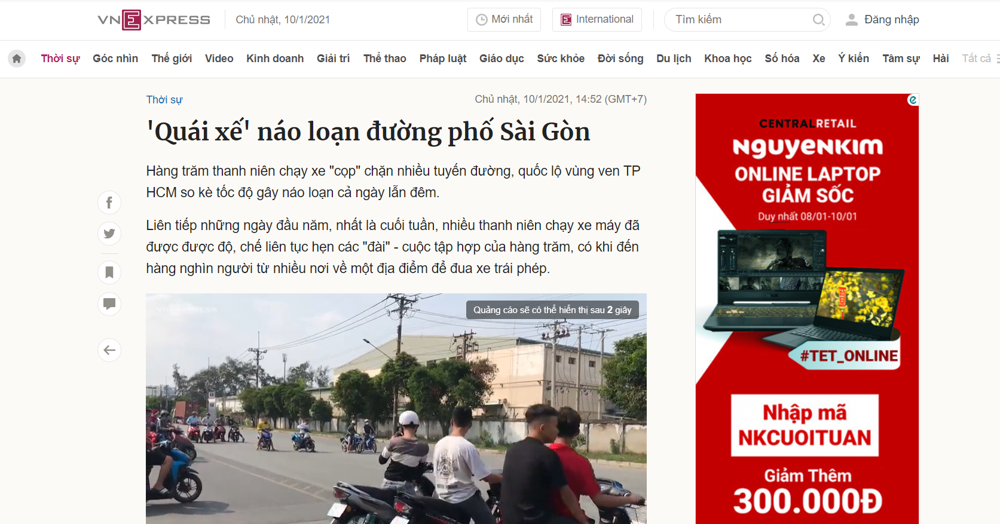 VNEXPRESS
Chủ nhật, 10/1/2021
Mới nhất
International
Tìm kiếm
Đăng nhập
Thời sự Góc nhìn Thế giới Video Kinh doanh Giải trí Thể thao Pháp luật Giáo dục Sức khỏe Đời sống Du lịch Khoa học Số hóa Xe Ý kiến Tâm sự Hài Tất cả
Thời sự
Chủ nhật, 10/1/2021, 14:52 (GMT+7)
'Quái xế' náo loạn đường phố Sài Gòn
Hàng trăm thanh niên chạy xe "cọp" chặn nhiều tuyến đường, quốc lộ vùng ven TP
HCM so kè tốc độ gây náo loạn cả ngày lẫn đêm.
Liên tiếp những ngày đầu năm, nhất là cuối tuần, nhiều thanh niên chạy xe máy đã
được được độ, chế liên tục hẹn các "đài" - cuộc tập hợp của hàng trăm, có khi đến
hàng nghìn người từ nhiều nơi về một địa điểm để đua xe trái phép.
VNEXPRESS
Quảng cáo sẽ có thể hiển thị sau 2 giây
CENTRALRETAIL
NGUYENKIM
ONLINE LAPTOP
GIẢM SỐC
Duy nhất 08/01-10/01
#TET_ONLINE
Nhập mã
NKCUOITUAN
Giảm Thêm
300.000Đ